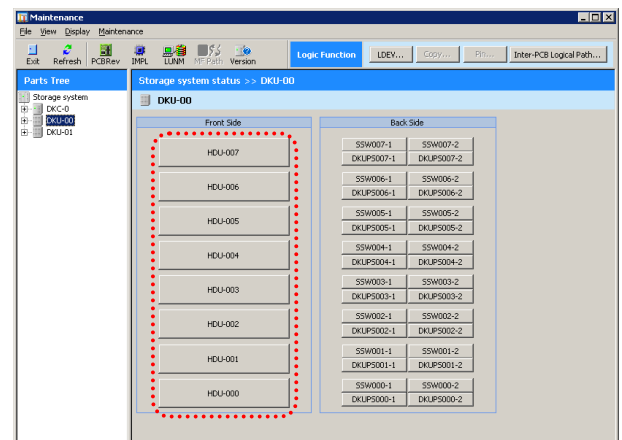 Maintenance
File View Display Maintenance
Exit Refresh PCBRev IMPL LUNM MF Path Version Logic Function LDEV... Copy... Pin... Inter-PCB Logical Path...
Parts Tree
Storage system
DKC-0
DKU-00
DKU-01
Storage system status >> DKU-00
DKU-00
Front Side
HDU-007
HDU-006
HDU-005
HDU-004
HDU-003
HDU-002
HDU-001
HDU-000
Back Side
SSW007-1 SSW007-2
DKUPS007-1 DKUPS007-2
SSW006-1 SSW006-2
DKUPS006-1 DKUPS006-2
SSW005-1 SSW005-2
DKUPS005-1 DKUPS005-2
SSW004-1 SSW004-2
DKUPS004-1 DKUPS004-2
SSW003-1 SSW003-2
DKUPS003-1 DKUPS003-2
SSW002-1 SSW002-2
DKUPS002-1 DKUPS002-2
SSW001-1 SSW001-2
DKUPS001-1 DKUPS001-2
SSW000-1 SSW000-2
DKUPS000-1 DKUPS000-2